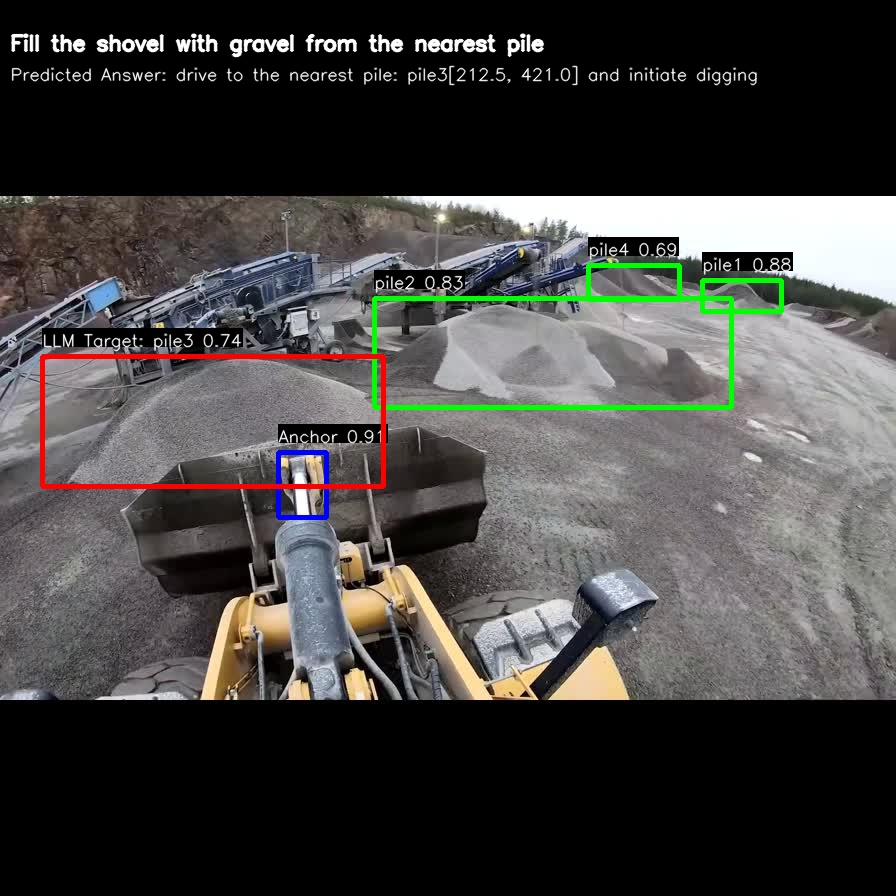 Fill the shovel with gravel from the nearest pile
Predicted Answer: drive to the nearest pile: pile3[212.5, 421.0] and initiate digging
pile4 0.69
pile1 0.88
pile2 0.83
LLM Target: pile3 0.74
Anchor 0.91